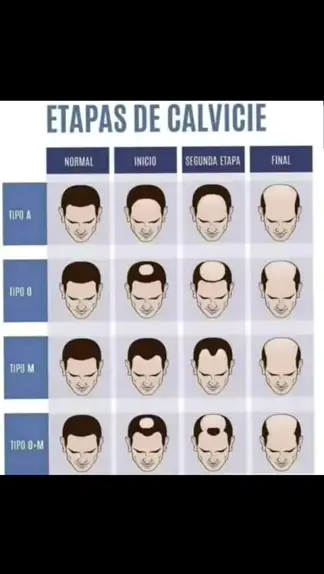 ETAPAS DE CALVICIE
NORMAL INICIO SEGUNDA ETAPA FINAL
TIPO A
TIPO O
TIPO M
TIPO O+M